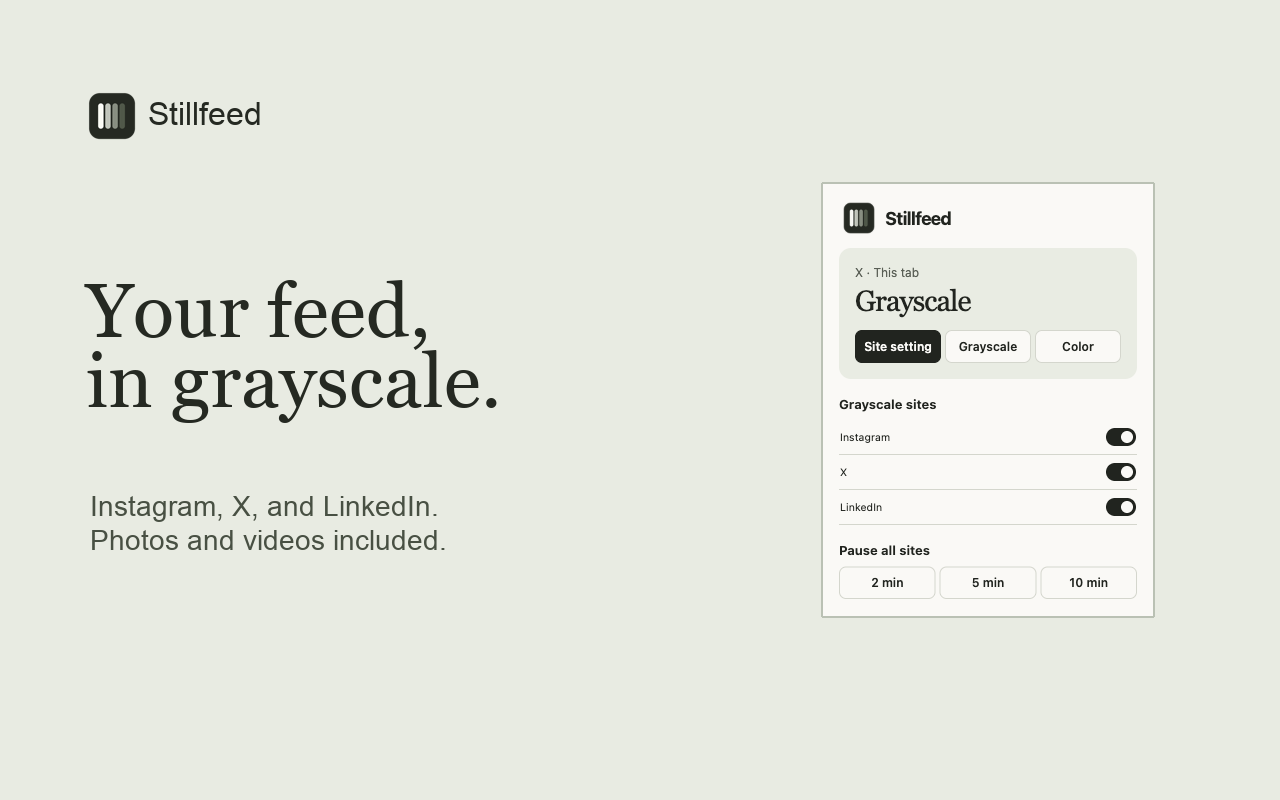 Stillfeed
Your feed,
in grayscale.
Instagram, X, and LinkedIn.
Photos and videos included.
Stillfeed
X · This tab
Grayscale
Site setting
Grayscale
Color
Grayscale sites
Instagram
X
LinkedIn
Pause all sites
2 min
5 min
10 min